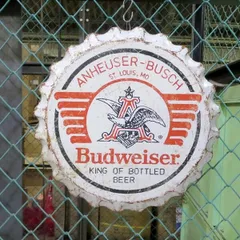 ANHEUSER-BUSCH
ST. LOUIS, MO
A
Budweiser
KING OF BOTTLED
BEER